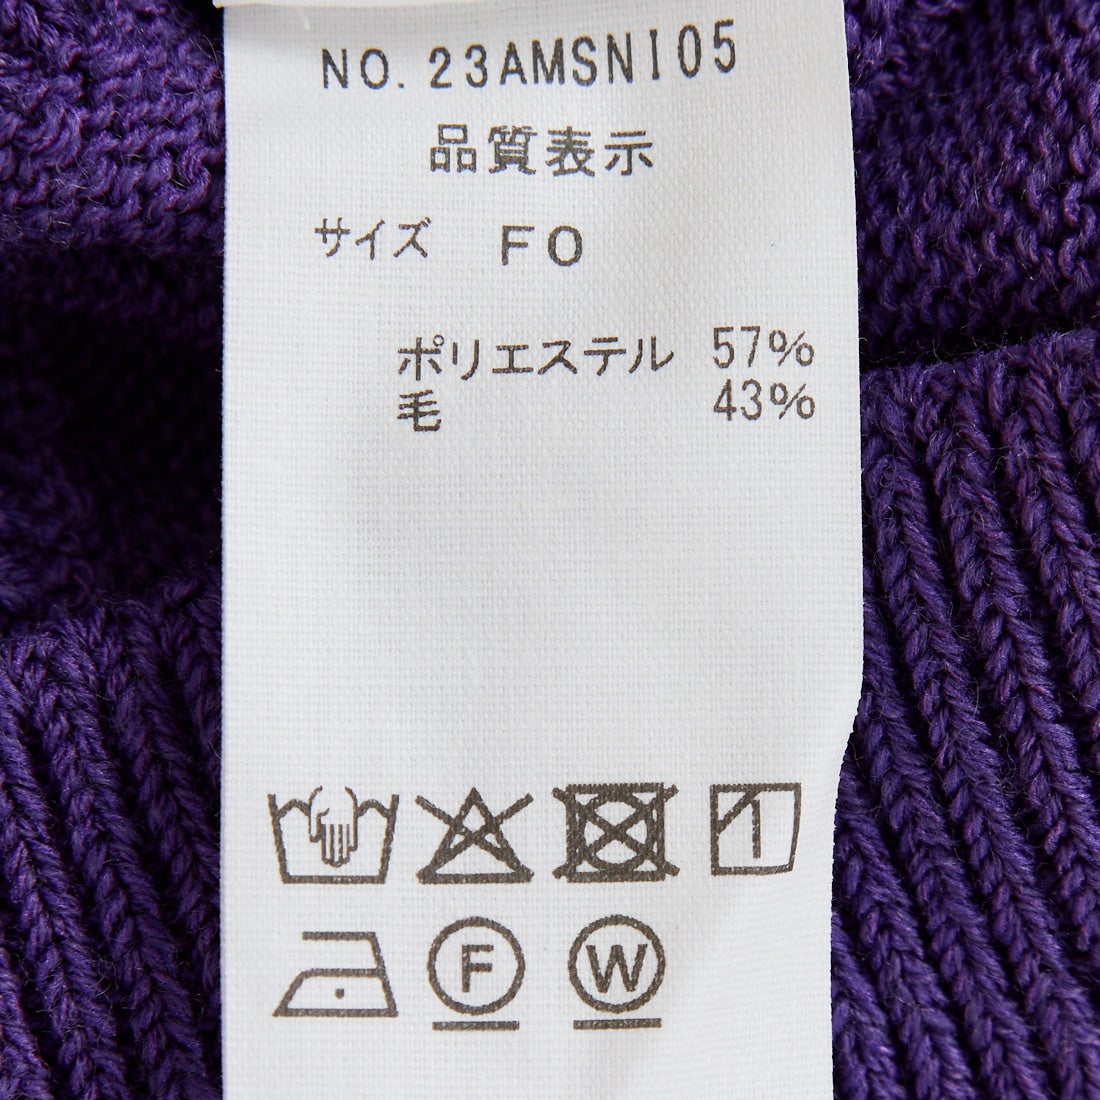 NO. 23AMSNI05
品質表示
サイズ FO
ポリエステル 57%
毛 43%
F W